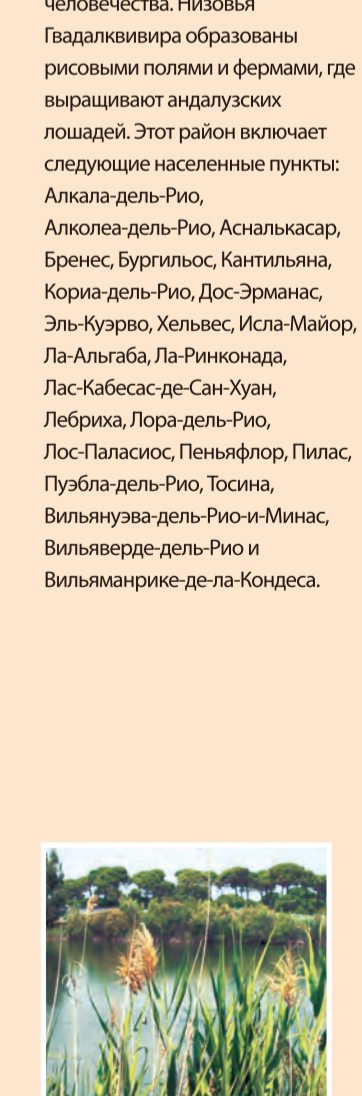 человечества. Низовья
Гвадалквивира образованы
рисовыми полями и фермами, где
выращивают андалузских
лошадей. Этот район включает
следующие населенные пункты:
Алкала-дель-Рио,
Алколеа-дель-Рио, Асналькасар,
Бренес, Бургильос, Кантильяна,
Кориа-дель-Рио, Дос-Эрманас,
Эль-Куэрво, Хельвес, Исла-Майор,
Ла-Альгаба, Ла-Ринконада,
Лас-Кабесас-де-Сан-Хуан,
Лебриха, Лора-дель-Рио,
Лос-Паласиос, Пеньяфлор, Пилас,
Пуэбла-дель-Рио, Тосина,
Вильянуэва-дель-Рио-и-Минас,
Вильяверде-дель-Рио и
Вильяманрике-де-ла-Кондеса.